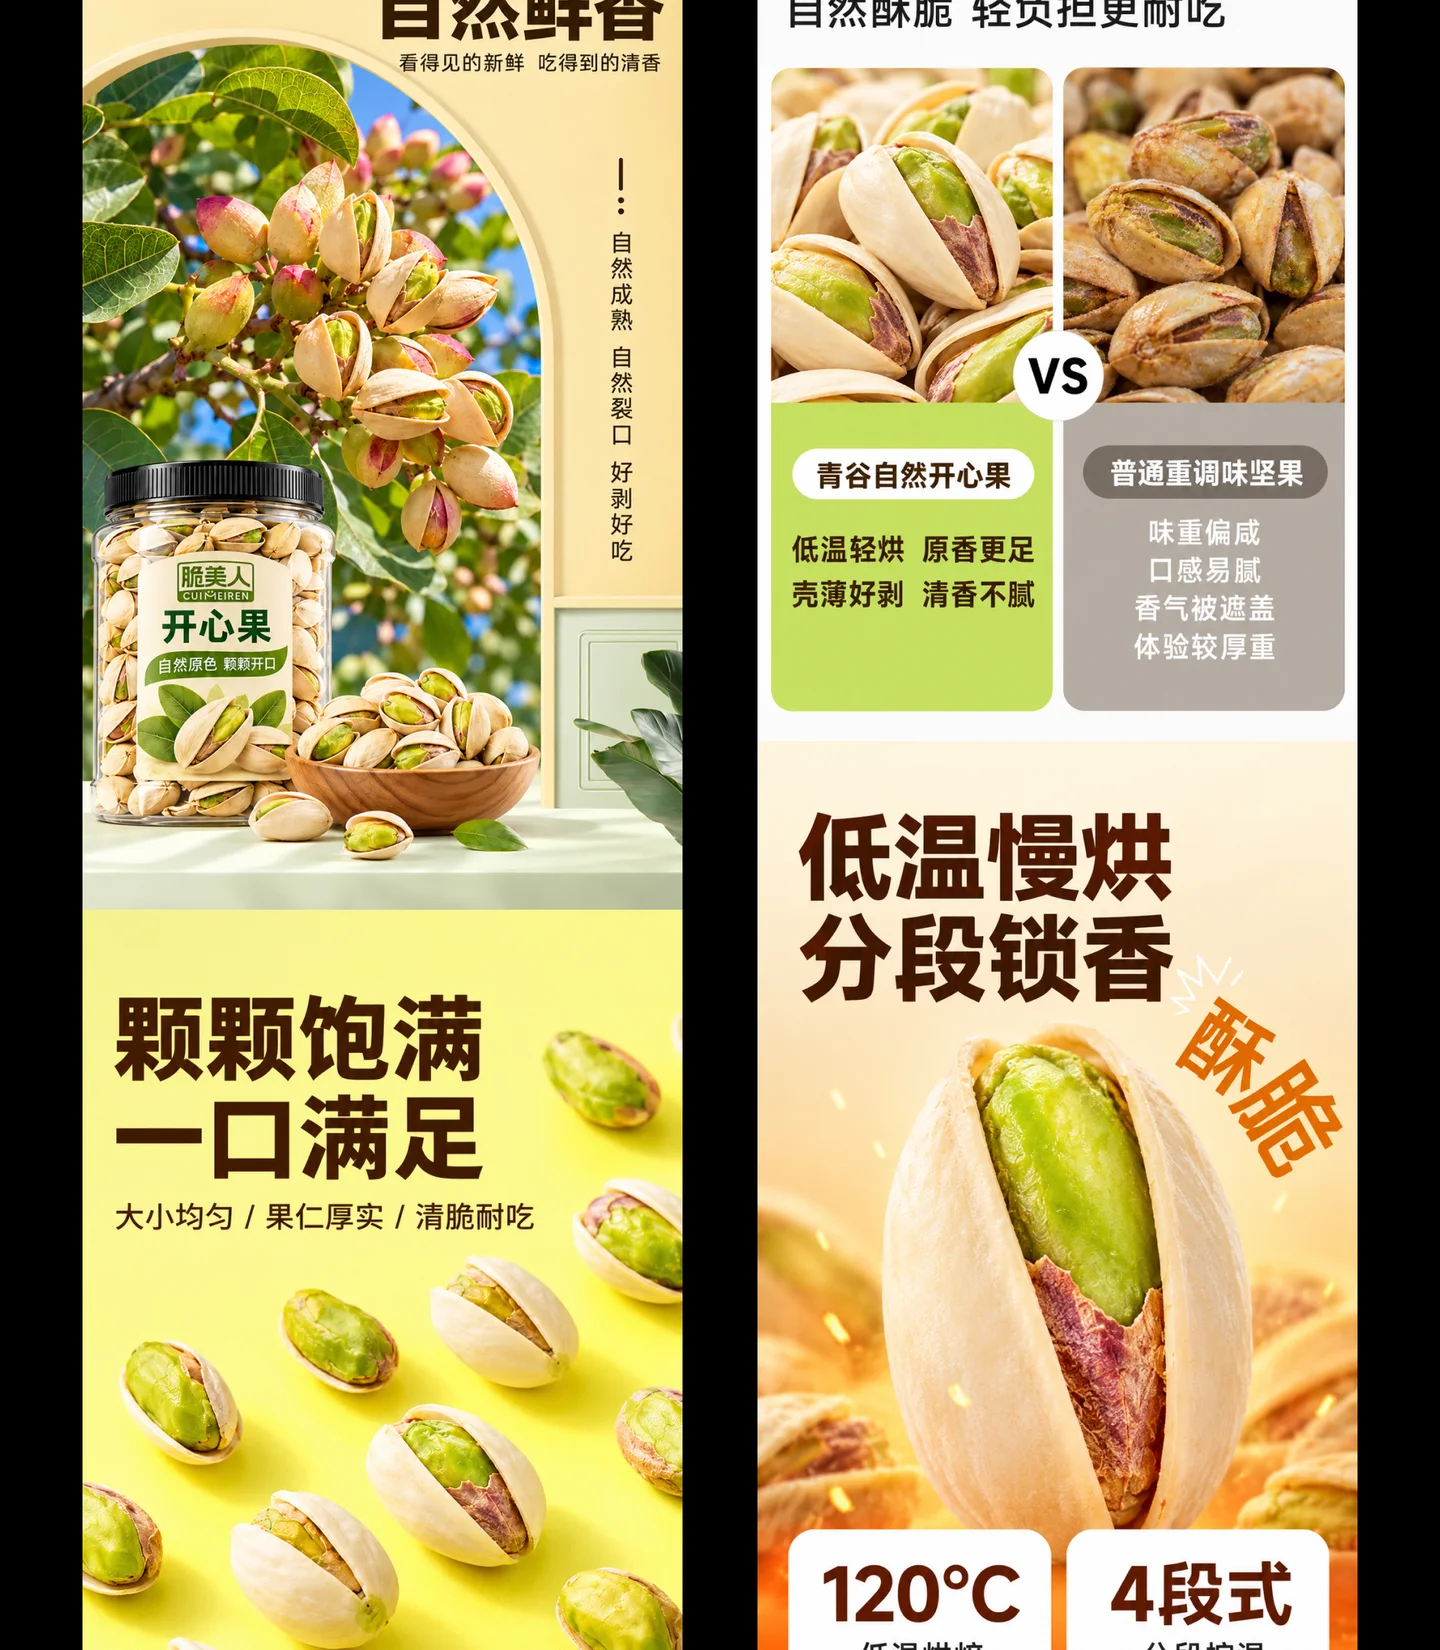 自然鲜香
看得见的新鲜 吃得到的清香
自然成熟 自然裂口 好剥好吃
脆美人
CUIMEIREN
开心果
自然原色 颗颗开口
颗颗饱满
一口满足
大小均匀 / 果仁厚实 / 清脆耐吃
自然酥脆 轻负担更耐吃
VS
青谷自然开心果
低温轻烘 原香更足
壳薄好剥 清香不腻
普通重调味坚果
味重偏咸
口感易腻
香气被遮盖
体验较厚重
低温慢烘
分段锁香
酥脆
120°C
4段式